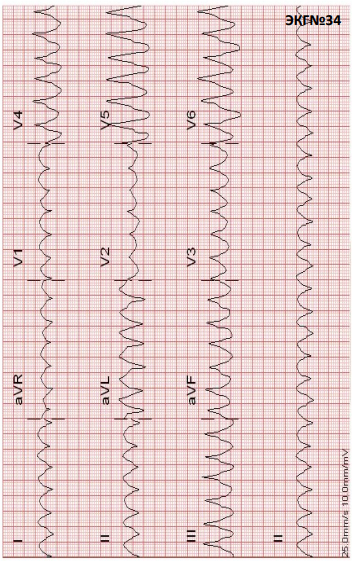 ЭКГ№34
I aVR V1 V4
II aVL V2 V5
III aVF V3 V6
II
25.0mm/s 10.0mm/mV